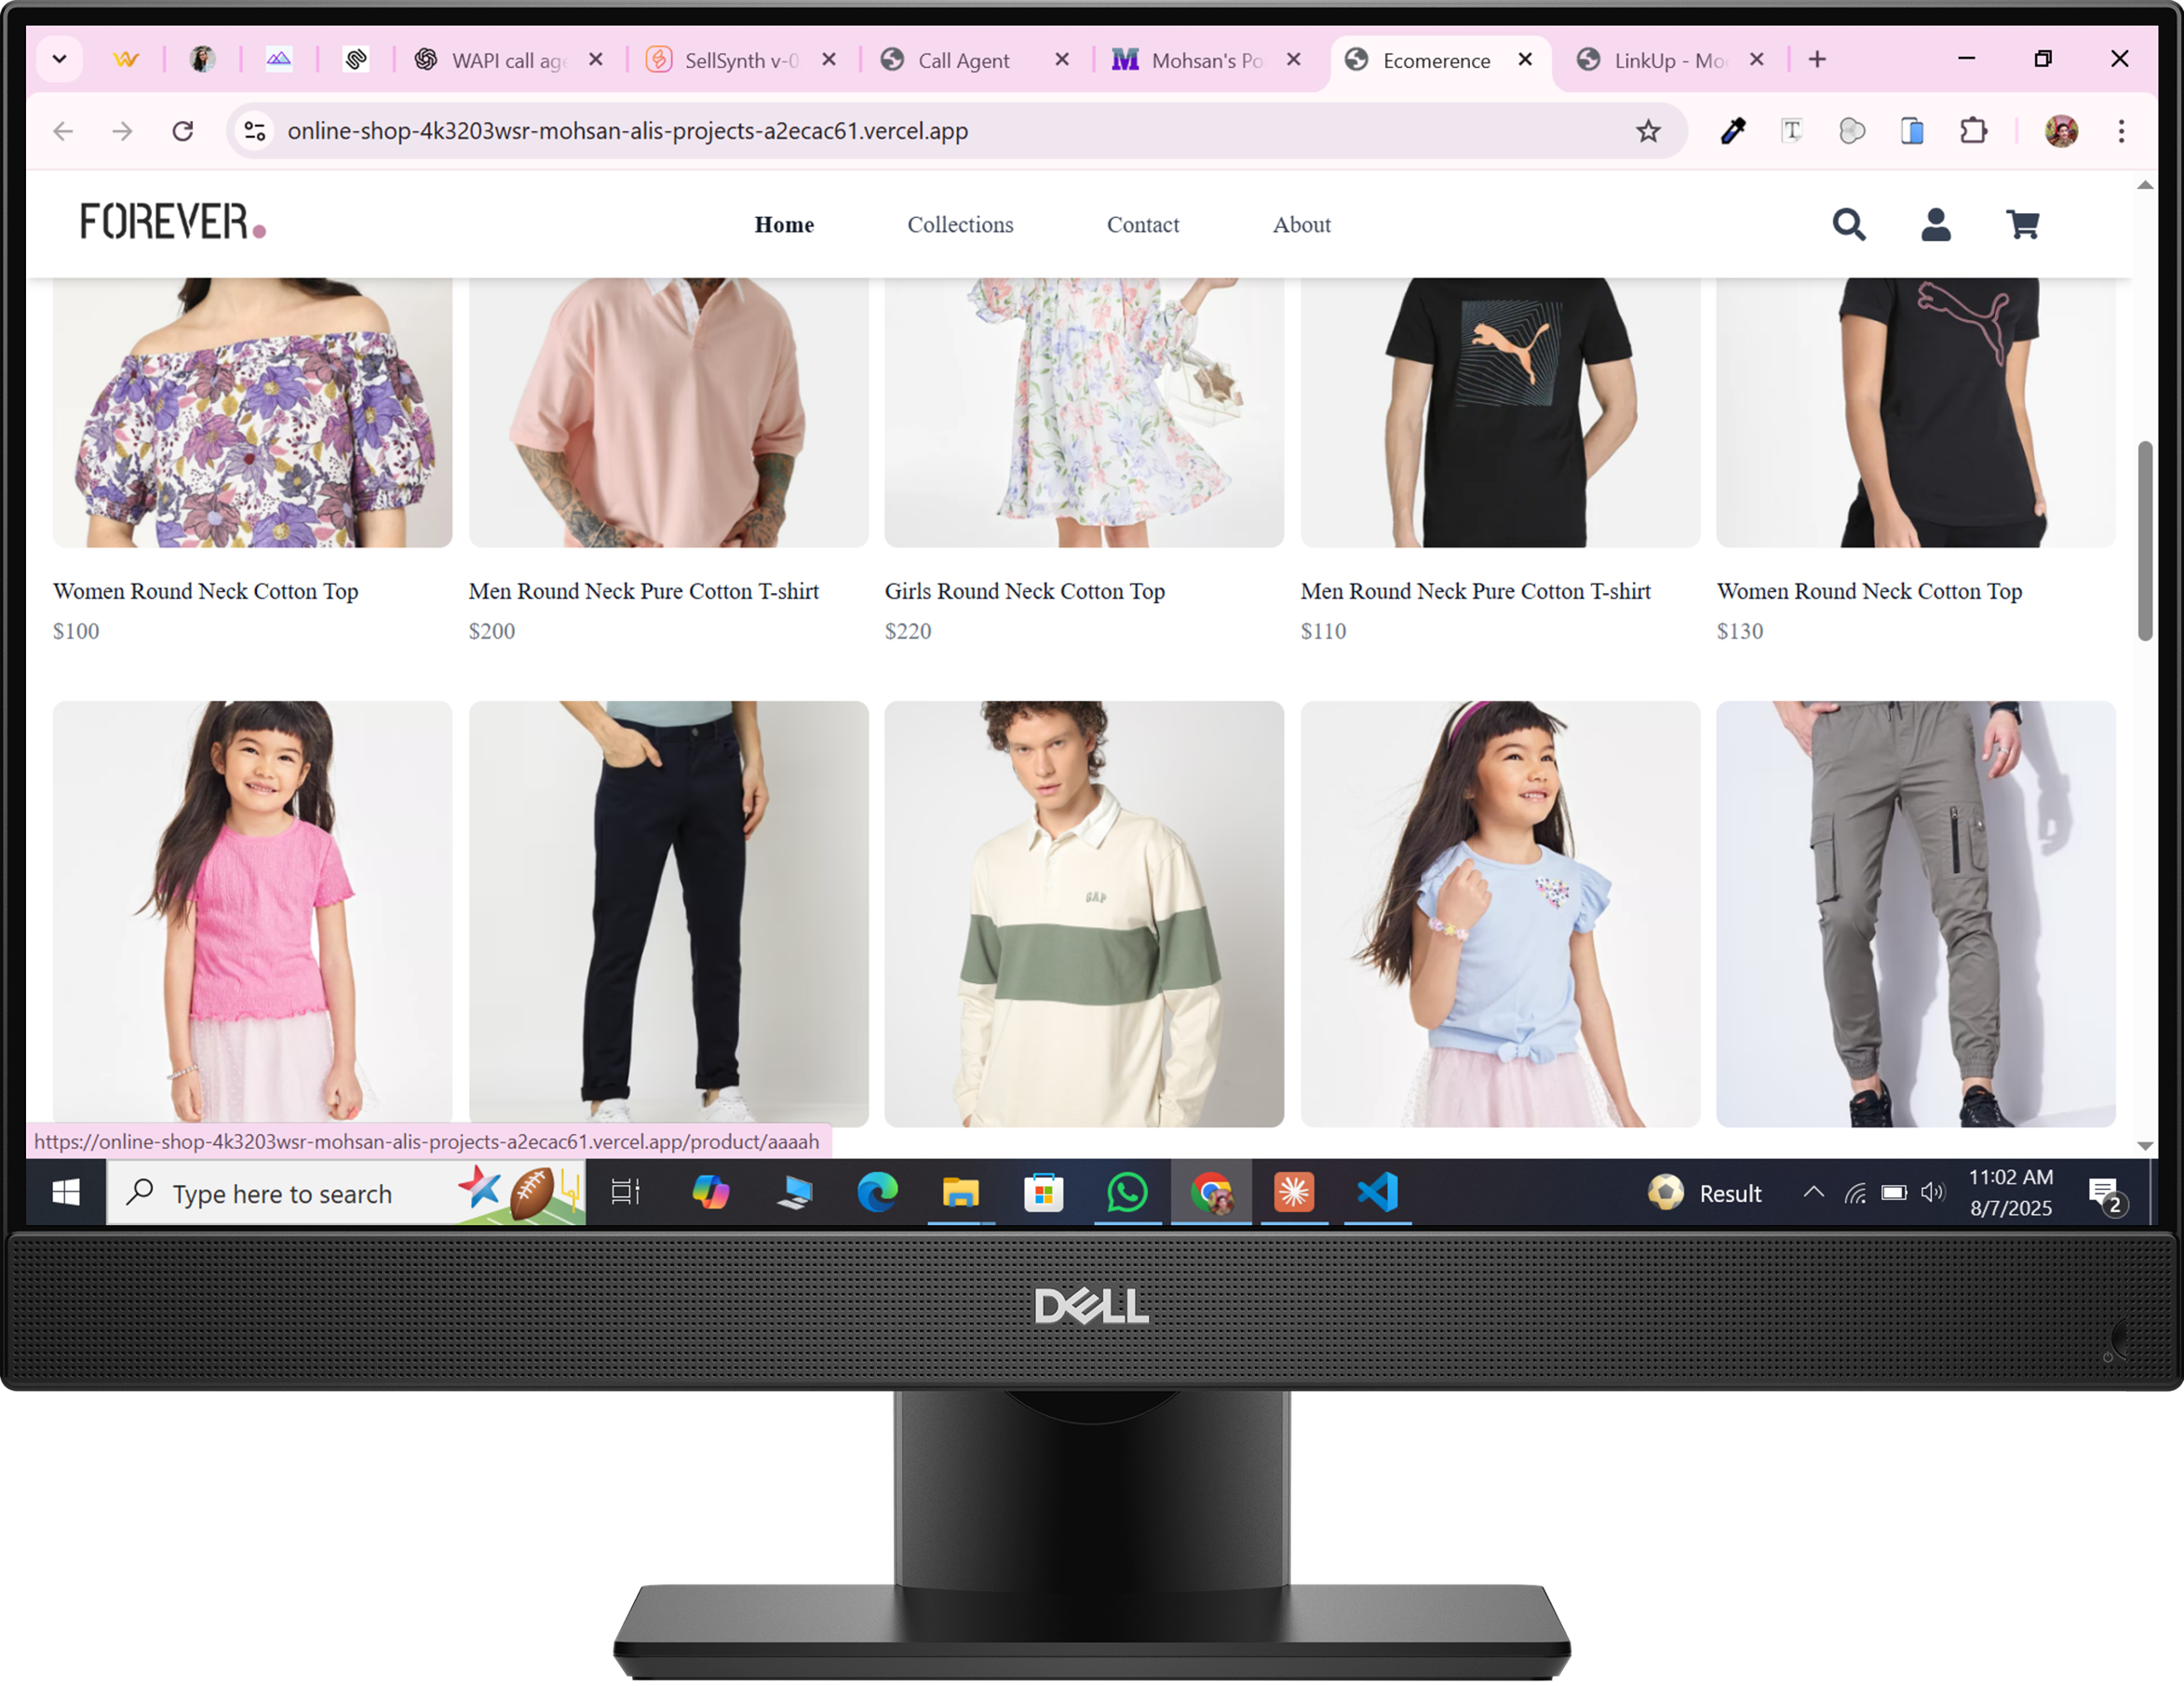 WAPI call age
SellSynth v-0
Call Agent
Mohsan's Po
Ecomerence
LinkUp - Mo
online-shop-4k3203wsr-mohsan-alis-projects-a2ecac61.vercel.app
FOREVER.
Home
Collections
Contact
About
Women Round Neck Cotton Top
$100
Men Round Neck Pure Cotton T-shirt
$200
Girls Round Neck Cotton Top
$220
Men Round Neck Pure Cotton T-shirt
$110
Women Round Neck Cotton Top
$130
GAP
https://online-shop-4k3203wsr-mohsan-alis-projects-a2ecac61.vercel.app/product/aaaah
Type here to search
Result
11:02 AM
8/7/2025
2
DELL